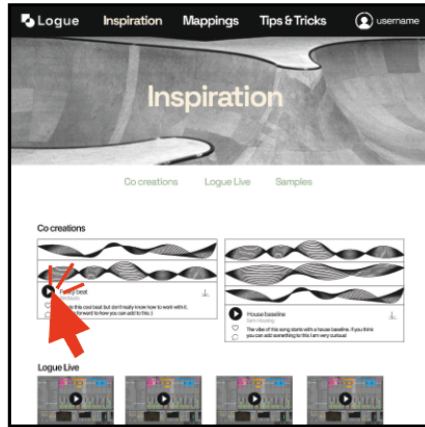 Logue Inspiration Mappings Tips & Tricks username
Inspiration
Co creations Logue Live Samples
Co creations
beat
this cool beat but don't really know how to work with it.
forward to how you can add to this :)
House baseline
The vibe of this song starts with a house baseline. If you think
you can add something to this I am very curious!
Logue Live